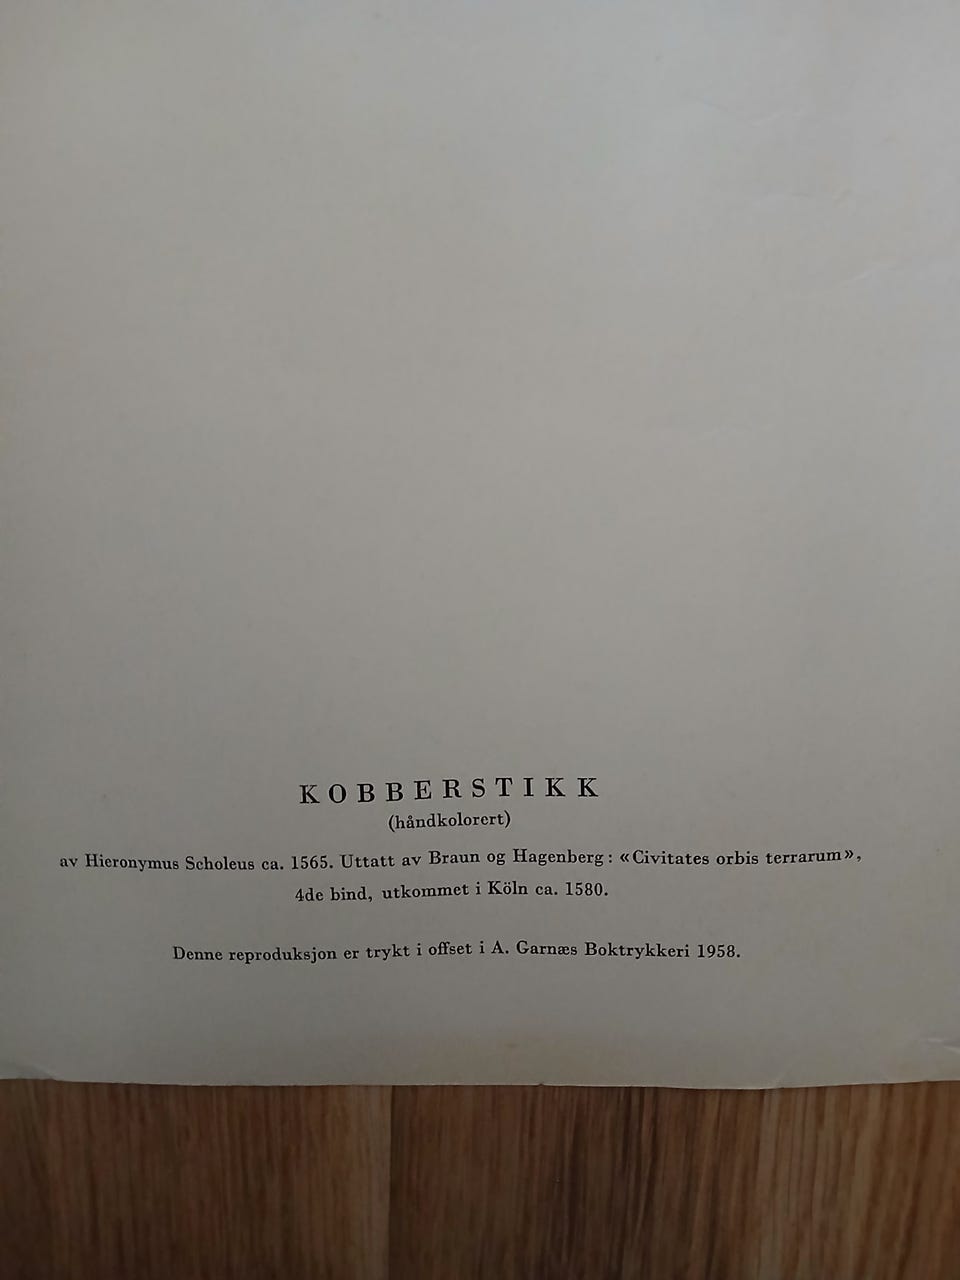 KOBBERSTIKK
(håndkolorert)
av Hieronymus Scholeus ca. 1565. Uttatt av Braun og Hagenberg: «Civitates orbis terrarum»,
4de bind, utkommet i Köln ca. 1580.
Denne reproduksjon er trykt i offset i A. Garnæs Boktrykkeri 1958.